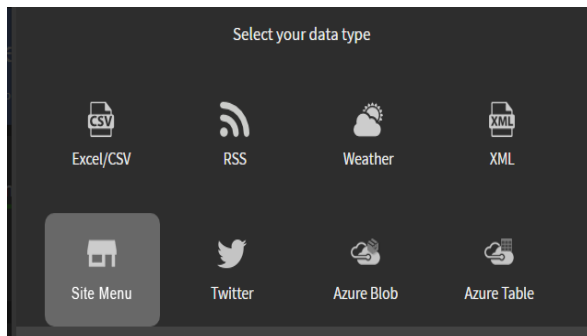 Select your data type
CSV
XML
Excel/CSV
RSS
Weather
XML
Site Menu
Twitter
Azure Blob
Azure Table